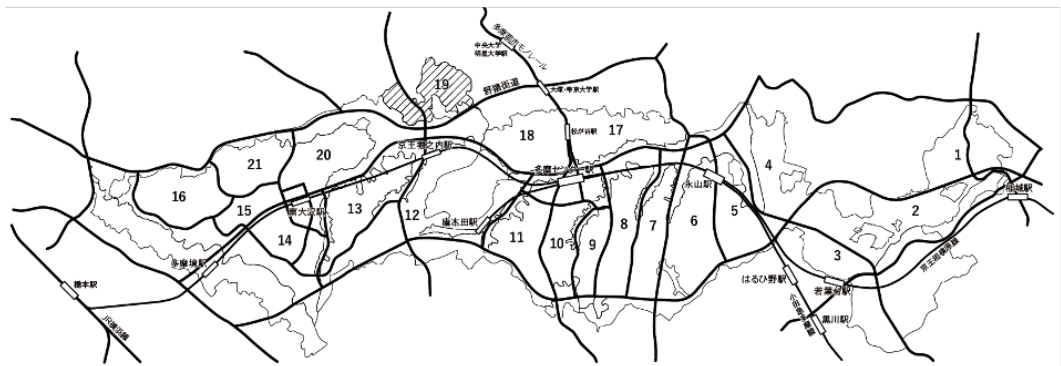 多摩都市モノレール
中央大学
明星大学駅
19
野猿街道
大塚・帝京大学駅
18
松が谷駅
17
20
京王堀之内駅
21
多摩センター駅
4
1
16
永山駅
稲城駅
15
南大沢駅
13
12
唐木田駅
11
10
9
8
7
6
5
2
14
3
京王相模原線
多摩境駅
橋本駅
はるひ野駅
若葉台駅
小田急多摩線
黒川駅
JR横浜線